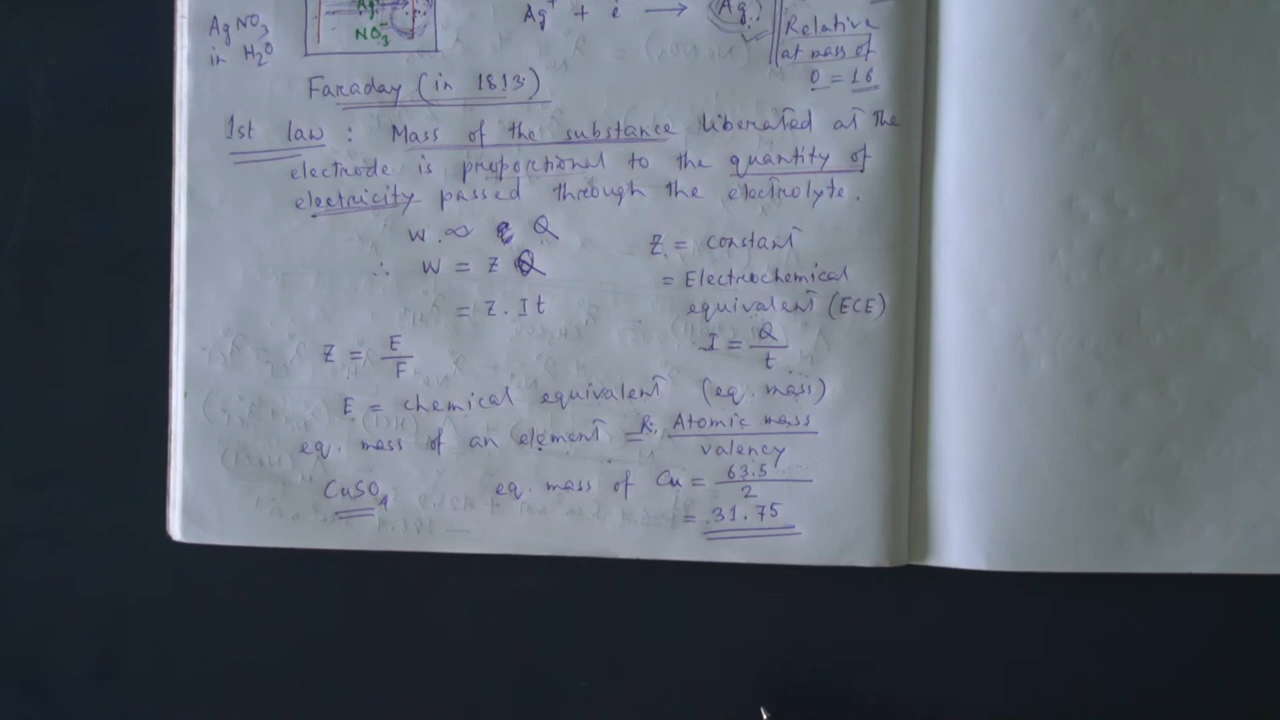 AgNO3
in H2O
Ag
NO3-
Ag+ + e → Ag
Relative
at mass of
O = 16
Faraday (in 1813)
1st law : Mass of the substance liberated at the
electrode is proportional to the quantity of
electricity passed through the electrolyte.
W ∝ Q
∴ W = Z Q
= Z. It
Z = constant
= Electrochemical
equivalent (ECE)
I = Q/t
Z = E/F
E = chemical equivalent (eq. mass)
eq. mass of an element = R. Atomic mass/valency
CuSO4 eq. mass of Cu = 63.5/2
= 31.75